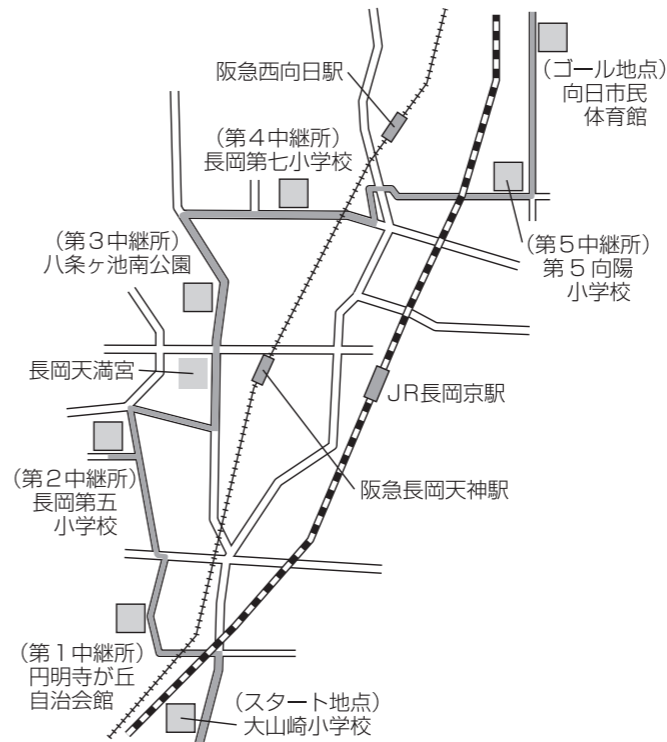 阪急西向日駅
(ゴール地点)
向日市民
体育館
(第4中継所)
長岡第七小学校
(第3中継所)
八条ヶ池南公園
(第5中継所)
第5向陽
小学校
長岡天満宮
JR長岡京駅
(第2中継所)
長岡第五
小学校
阪急長岡天神駅
(第1中継所)
円明寺が丘
自治会館
(スタート地点)
大山崎小学校